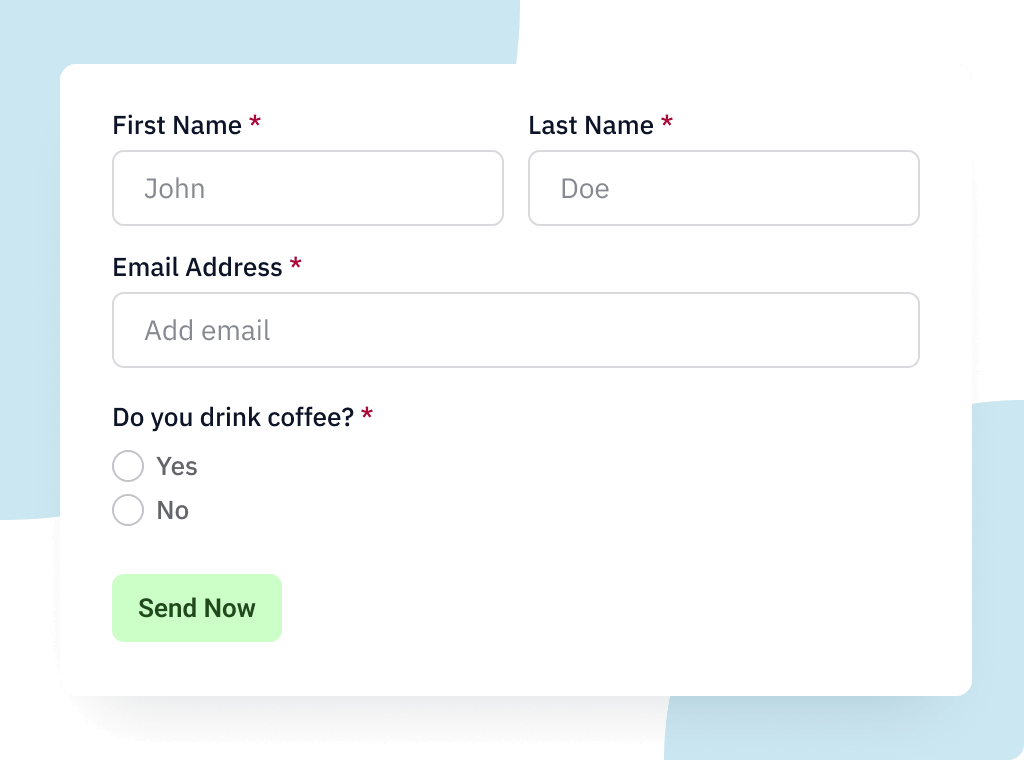 First Name * Last Name *
John Doe
Email Address *
Add email
Do you drink coffee? *
Yes
No
Send Now